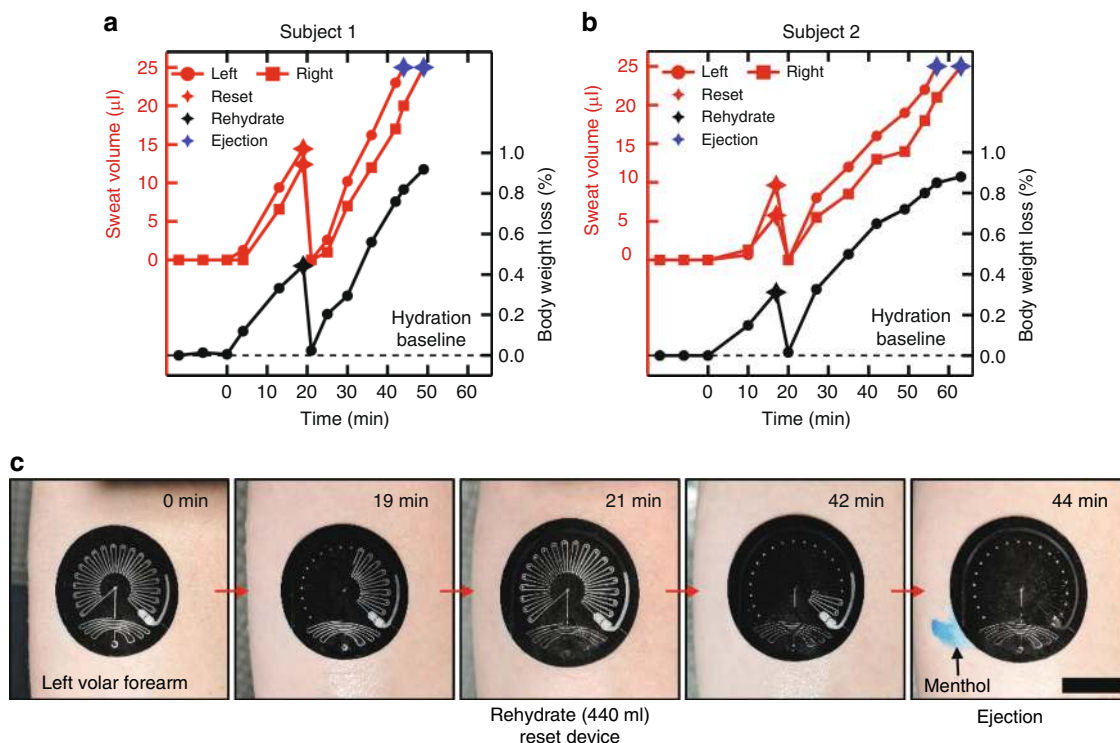 a
Subject 1
25
20
15
10
5
0
Sweat volume (μl)
Left
Right
Reset
Rehydrate
Ejection
1.0
0.8
0.6
0.4
0.2
0.0
Body weight loss (%)
Hydration
baseline
0 10 20 30 40 50 60
Time (min)
b
Subject 2
25
20
15
10
5
0
Sweat volume (μl)
Left
Right
Reset
Rehydrate
Ejection
1.0
0.8
0.6
0.4
0.2
0.0
Body weight loss (%)
Hydration
baseline
0 10 20 30 40 50 60
Time (min)
c
0 min
19 min
21 min
42 min
44 min
Left volar forearm
Menthol
Rehydrate (440 ml)
reset device
Ejection